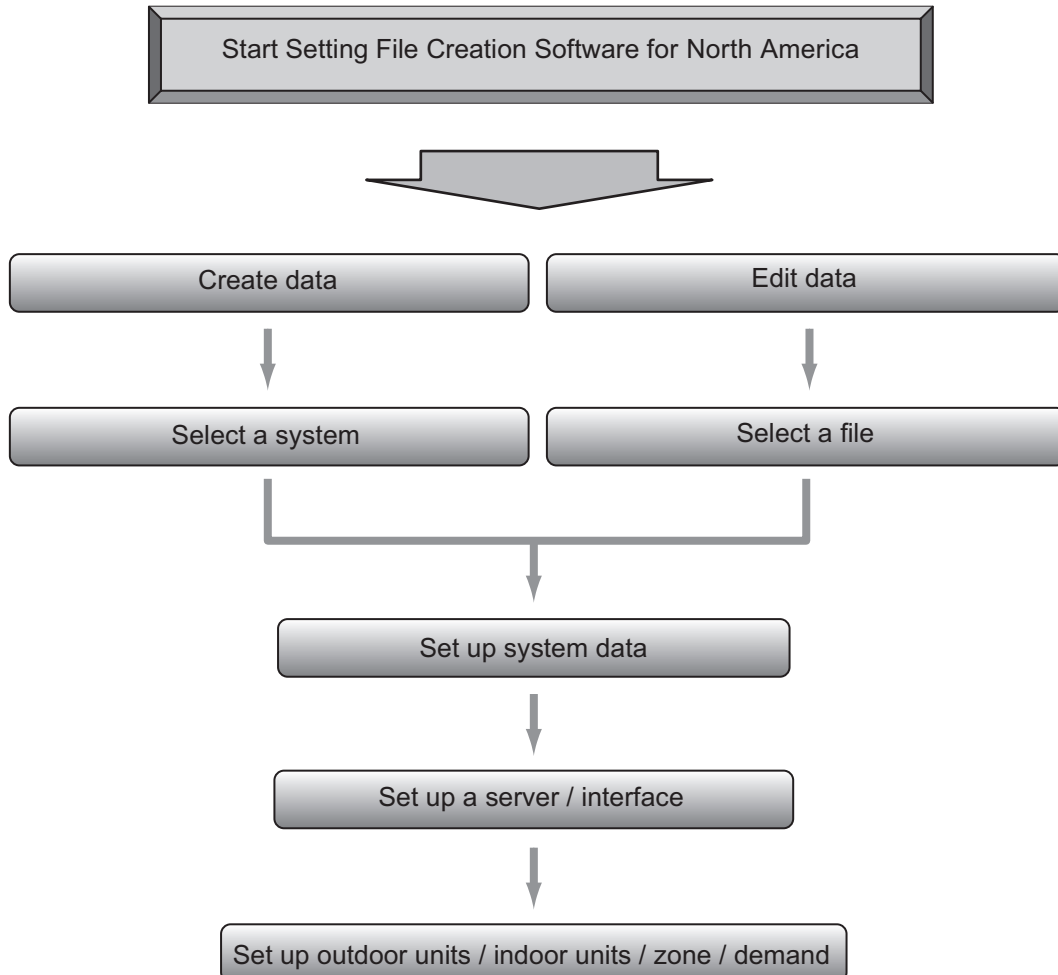 Start Setting File Creation Software for North America
Create data
Edit data
Select a system
Select a file
Set up system data
Set up a server / interface
Set up outdoor units / indoor units / zone / demand